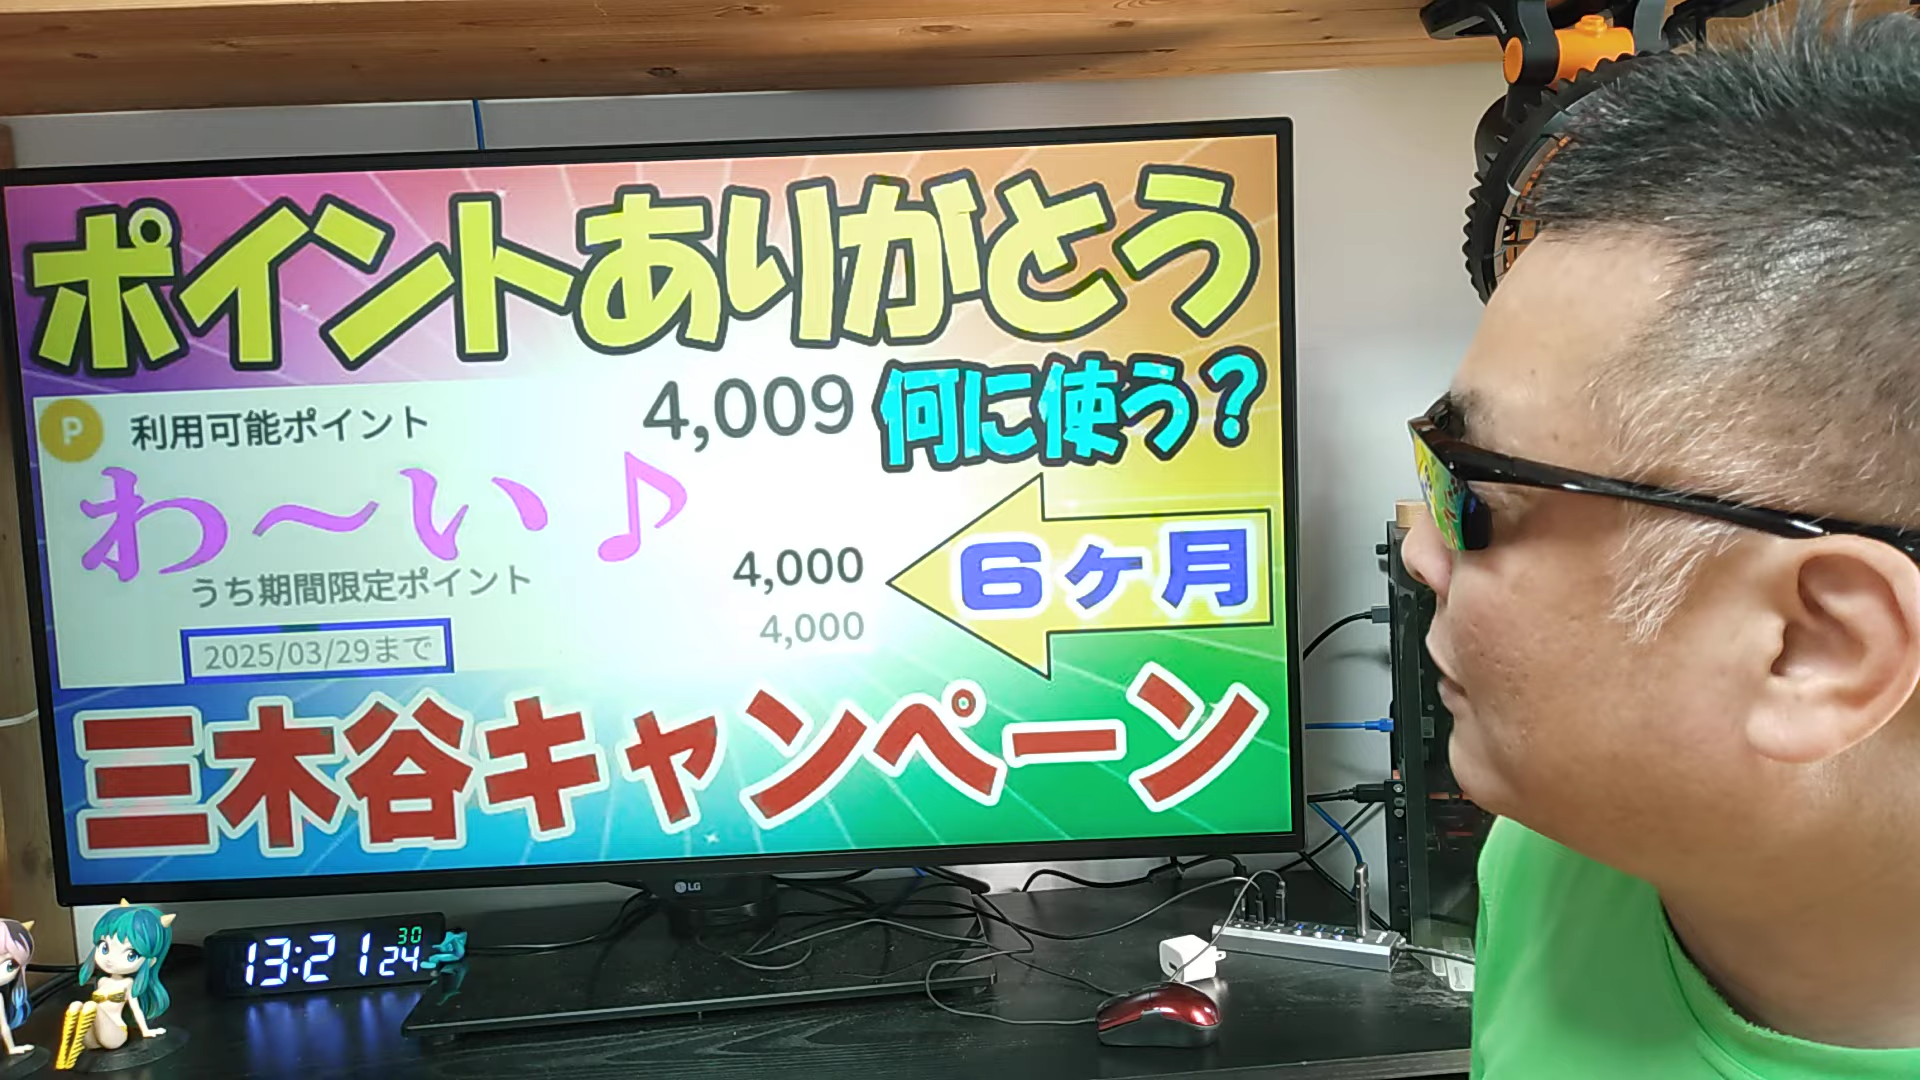 ポイントありがとう
P 利用可能ポイント 4,009
何に使う?
わ～い♪
うち期間限定ポイント 4,000
6ヶ月
2025/03/29まで 4,000
三木谷キャンペーン
LG
13:21 30 24